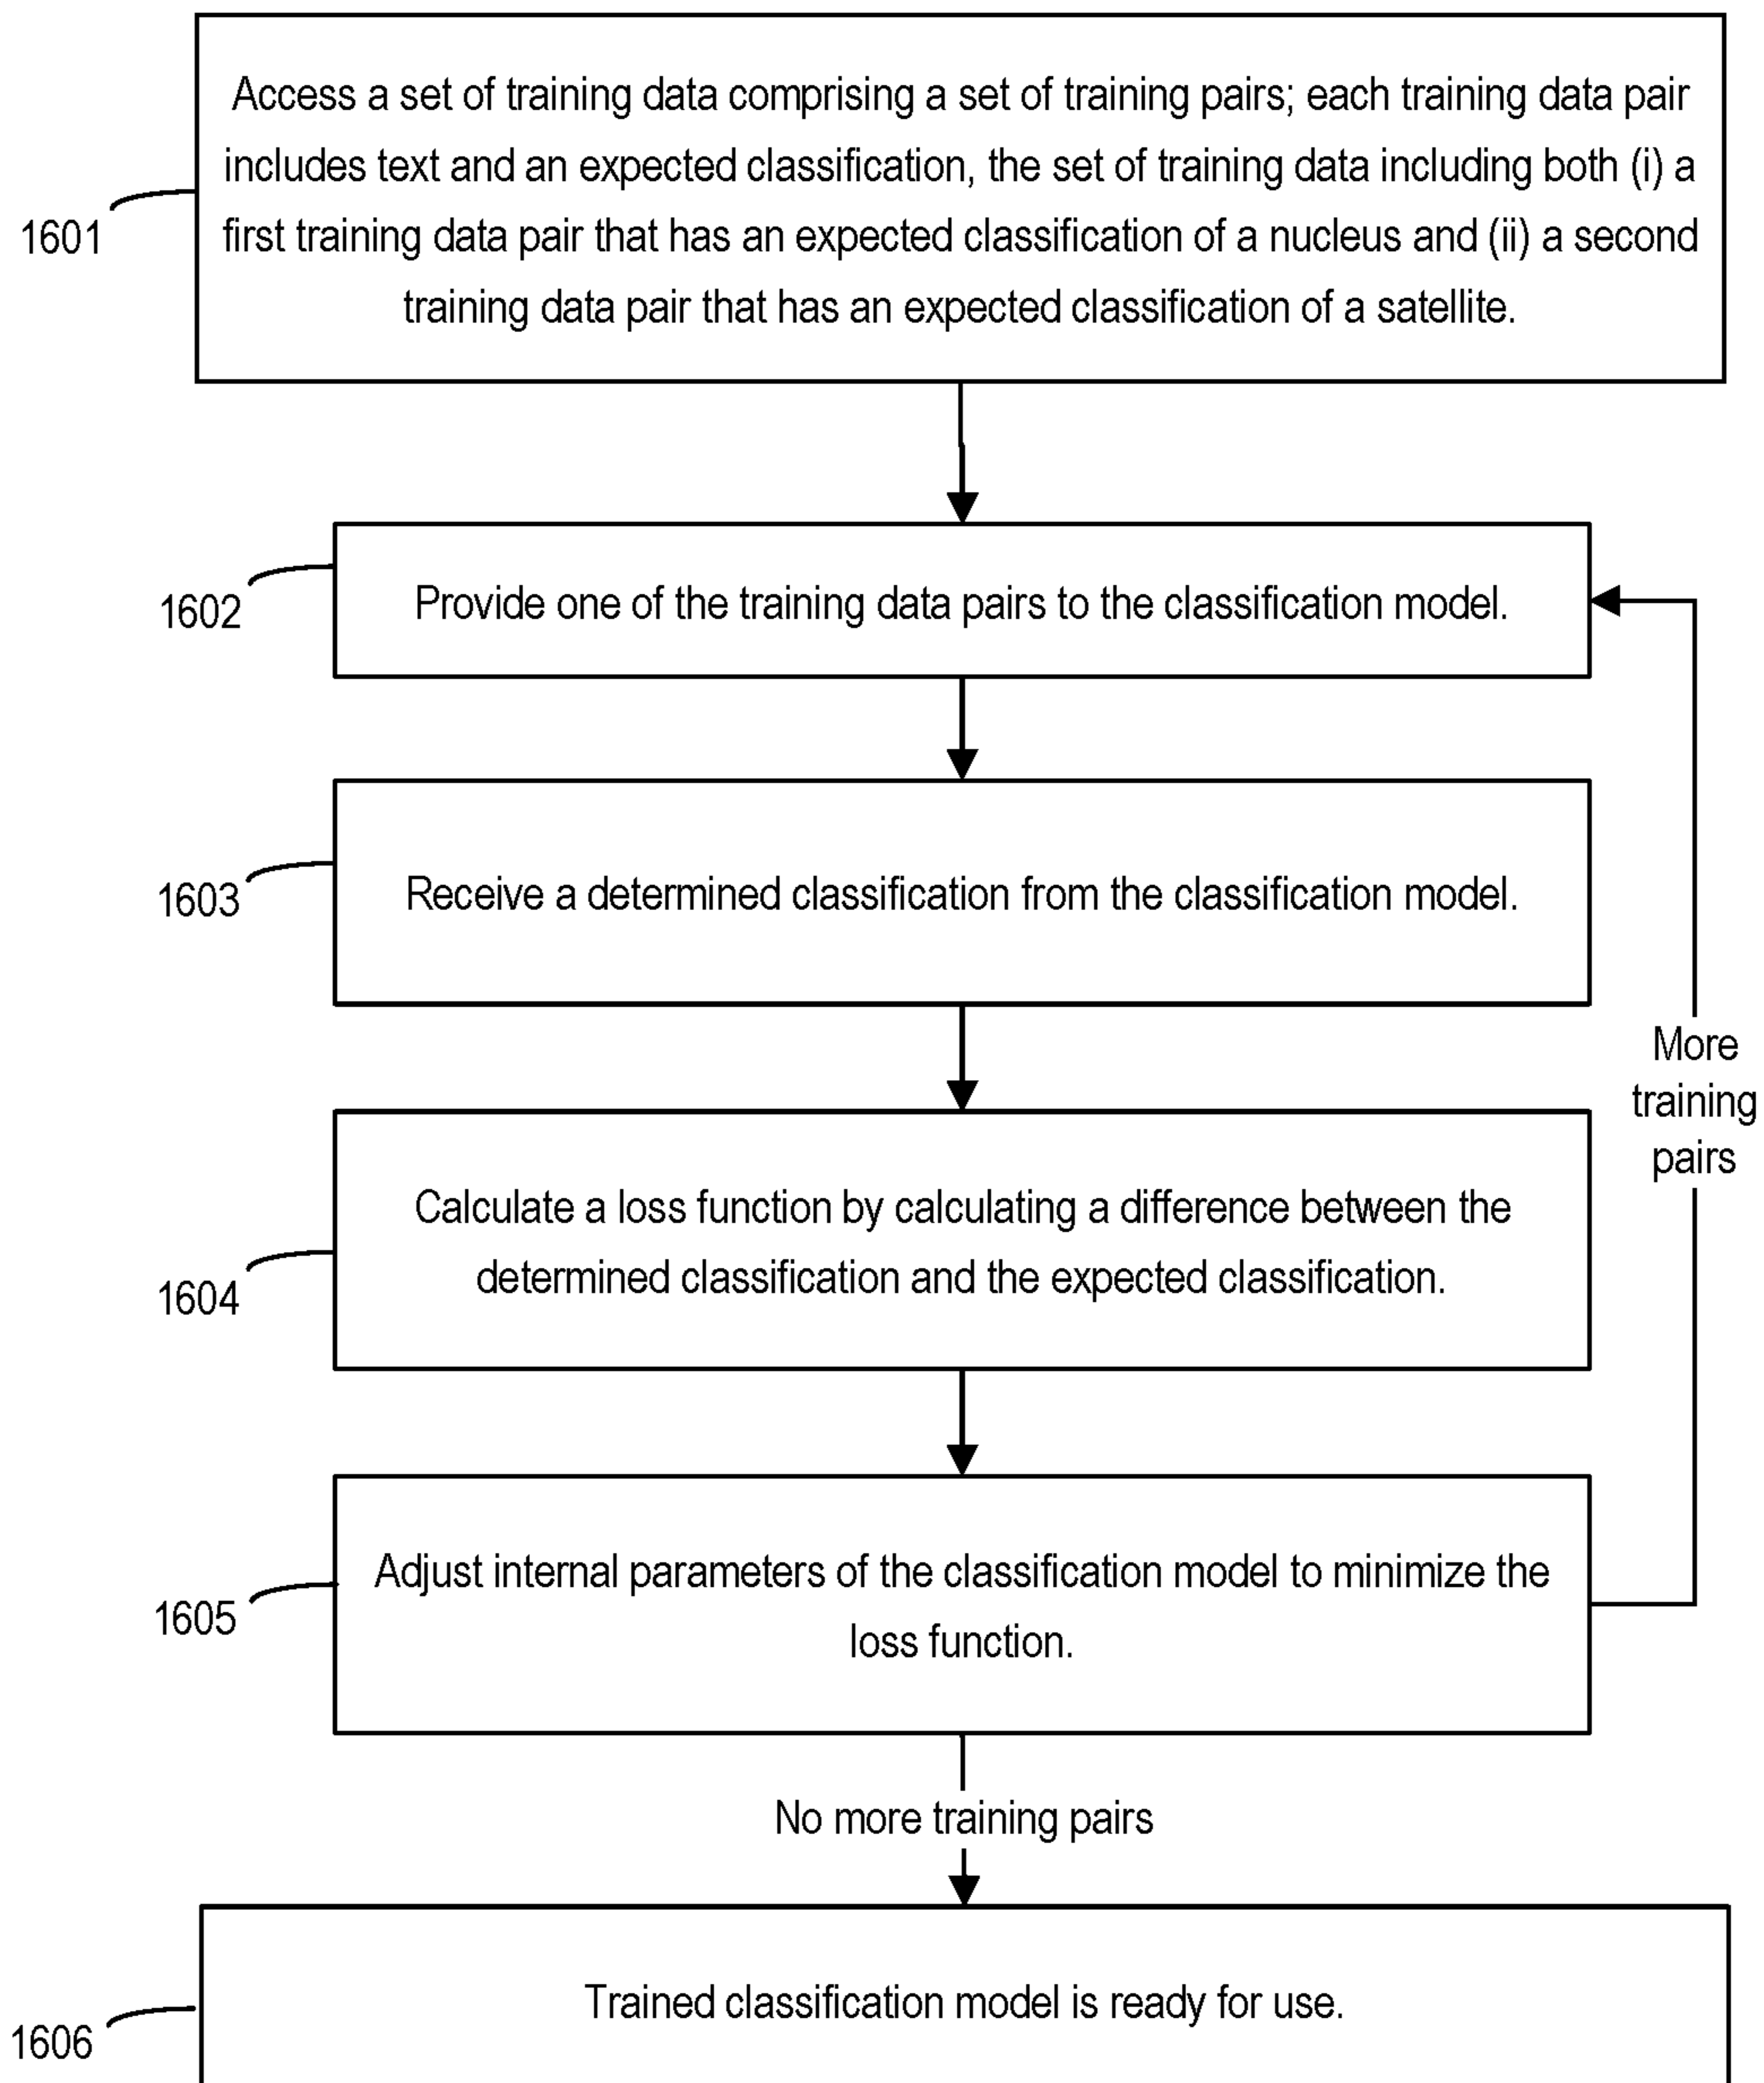 Access a set of training data comprising a set of training pairs; each training data pair
includes text and an expected classification, the set of training data including both (i) a
first training data pair that has an expected classification of a nucleus and (ii) a second
training data pair that has an expected classification of a satellite.
1601
Provide one of the training data pairs to the classification model.
1602
Receive a determined classification from the classification model.
1603
More
training
pairs
Calculate a loss function by calculating a difference between the
determined classification and the expected classification.
1604
Adjust internal parameters of the classification model to minimize the
loss function.
1605
No more training pairs
Trained classification model is ready for use.
1606